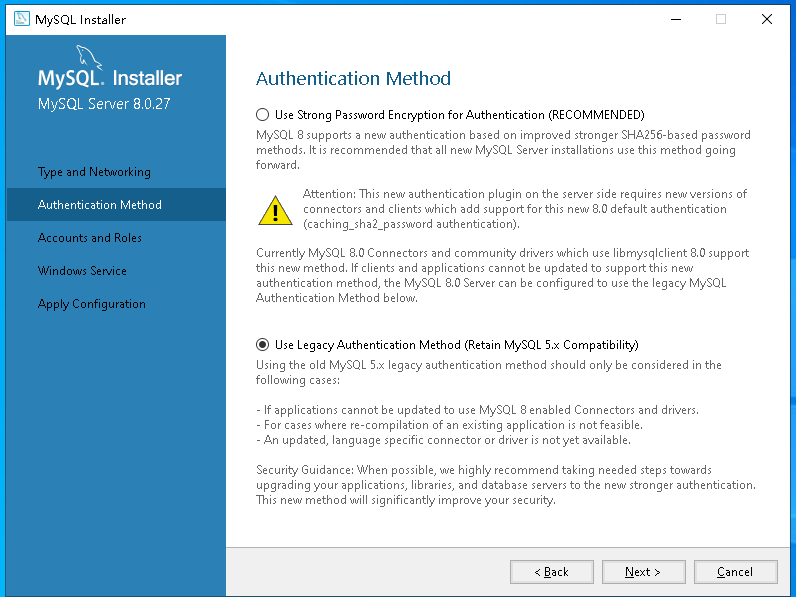 MySQL Installer
MySQL. Installer
MySQL Server 8.0.27
Type and Networking
Authentication Method
Accounts and Roles
Windows Service
Apply Configuration
Authentication Method
Use Strong Password Encryption for Authentication (RECOMMENDED)
MySQL 8 supports a new authentication based on improved stronger SHA256-based password
methods. It is recommended that all new MySQL Server installations use this method going
forward.
Attention: This new authentication plugin on the server side requires new versions of
connectors and clients which add support for this new 8.0 default authentication
(caching_sha2_password authentication).
Currently MySQL 8.0 Connectors and community drivers which use libmysqlclient 8.0 support
this new method. If clients and applications cannot be updated to support this new
authentication method, the MySQL 8.0 Server can be configured to use the legacy MySQL
Authentication Method below.
Use Legacy Authentication Method (Retain MySQL 5.x Compatibility)
Using the old MySQL 5.x legacy authentication method should only be considered in the
following cases:
- If applications cannot be updated to use MySQL 8 enabled Connectors and drivers.
- For cases where re-compilation of an existing application is not feasible.
- An updated, language specific connector or driver is not yet available.
Security Guidance: When possible, we highly recommend taking needed steps towards
upgrading your applications, libraries, and database servers to the new stronger authentication.
This new method will significantly improve your security.
< Back
Next >
Cancel